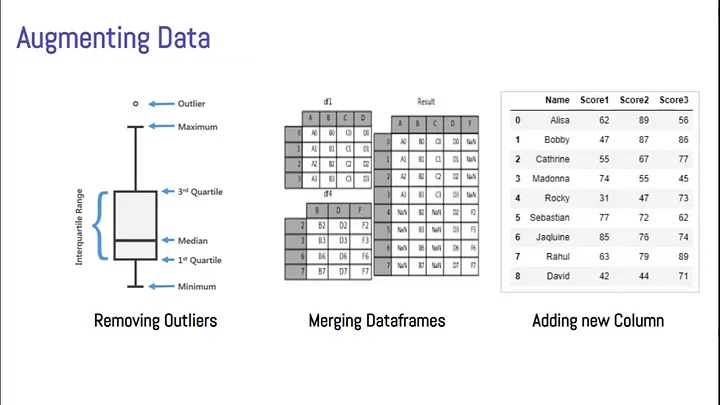 Augmenting Data
Outlier
Maximum
3rd Quartile
Interquartile Range
Median
1st Quartile
Minimum
Removing Outliers
df1
A B C D
0 A0 B0 C0 D0
1 A1 B1 C1 D1
2 A2 B2 C2 D2
3 A3 B3 C3 D3
df4
B D F
2 B2 D2 F2
3 B3 D3 F3
6 B6 D6 F6
7 B7 D7 F7
Result
A B C D F
0 A0 B0 C0 D0 NaN
1 A1 B1 C1 D1 NaN
2 A2 B2 C2 D2 NaN
3 A3 B3 C3 D3 NaN
4 NaN B2 NaN D2 F2
5 NaN B3 NaN D3 F3
6 NaN B6 NaN D6 F6
7 NaN B7 NaN D7 F7
Merging Dataframes
Name Score1 Score2 Score3
0 Alisa 62 89 56
1 Bobby 47 87 86
2 Cathrine 55 67 77
3 Madonna 74 55 45
4 Rocky 31 47 73
5 Sebastian 77 72 62
6 Jaqluine 85 76 74
7 Rahul 63 79 89
8 David 42 44 71
Adding new Column